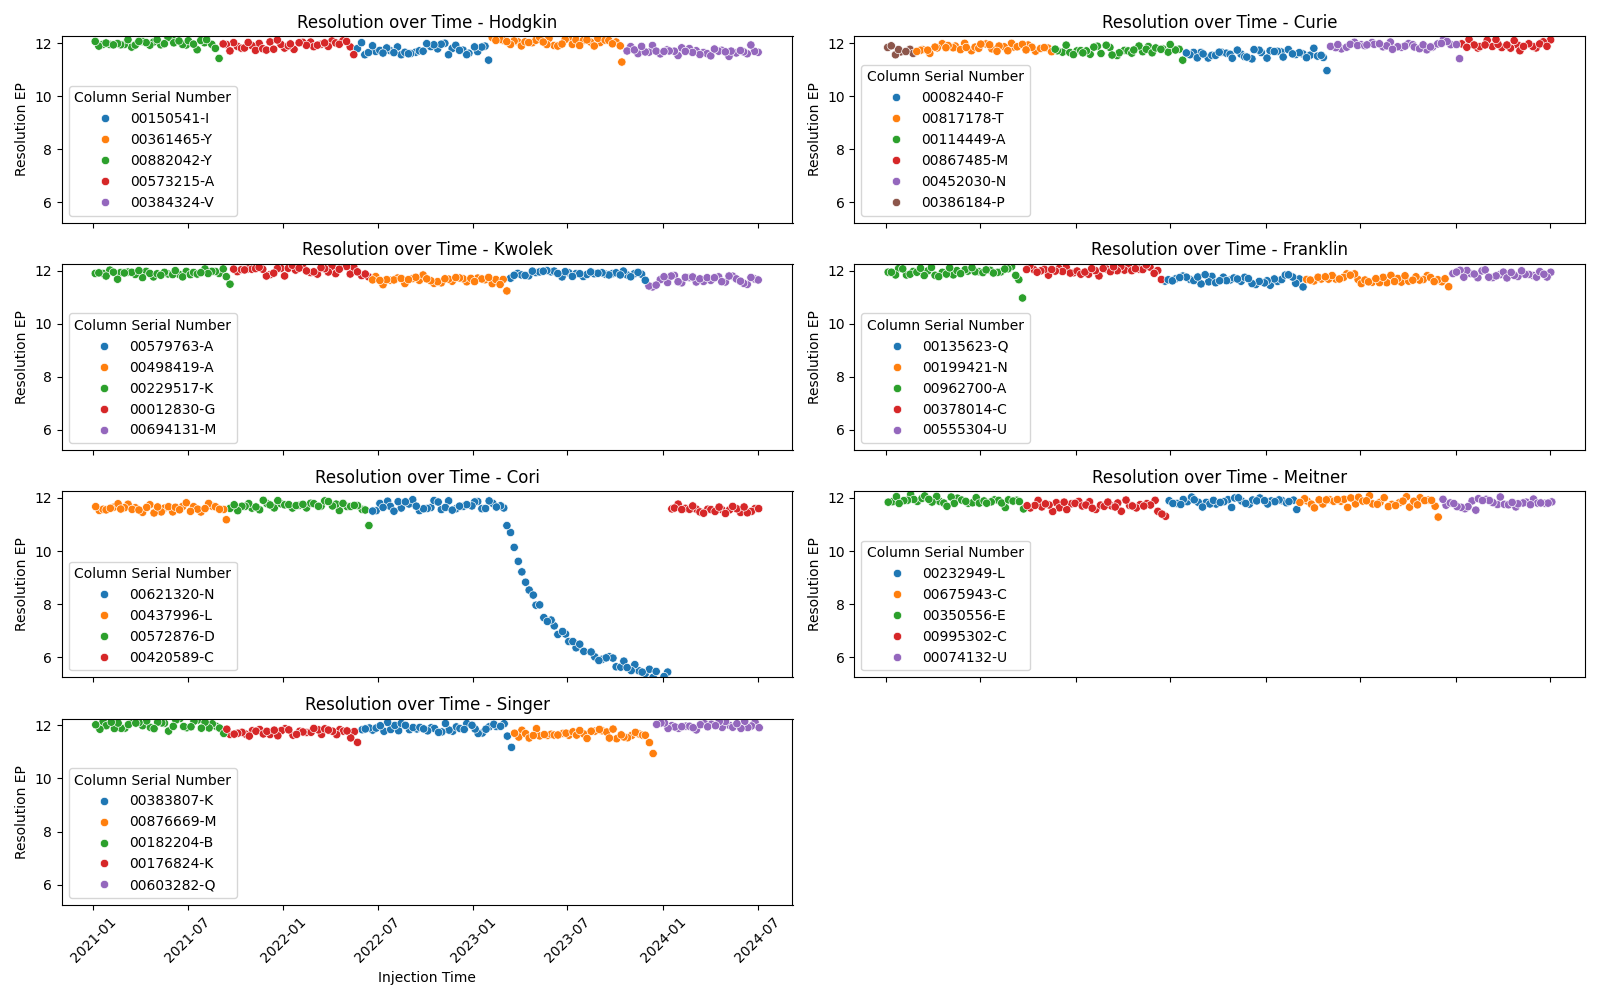 Resolution over Time - Hodgkin
Resolution EP
12
10
8
6
Column Serial Number
00150541-I
00361465-Y
00882042-Y
00573215-A
00384324-V
Resolution over Time - Curie
Resolution EP
12
10
8
6
Column Serial Number
00082440-F
00817178-T
00114449-A
00867485-M
00452030-N
00386184-P
Resolution over Time - Kwolek
Resolution EP
12
10
8
6
Column Serial Number
00579763-A
00498419-A
00229517-K
00012830-G
00694131-M
Resolution over Time - Franklin
Resolution EP
12
10
8
6
Column Serial Number
00135623-Q
00199421-N
00962700-A
00378014-C
00555304-U
Resolution over Time - Cori
Resolution EP
12
10
8
6
Column Serial Number
00621320-N
00437996-L
00572876-D
00420589-C
Resolution over Time - Meitner
Resolution EP
12
10
8
6
Column Serial Number
00232949-L
00675943-C
00350556-E
00995302-C
00074132-U
Resolution over Time - Singer
Resolution EP
12
10
8
6
Column Serial Number
00383807-K
00876669-M
00182204-B
00176824-K
00603282-Q
2021-01
2021-07
2022-01
2022-07
2023-01
2023-07
2024-01
2024-07
Injection Time